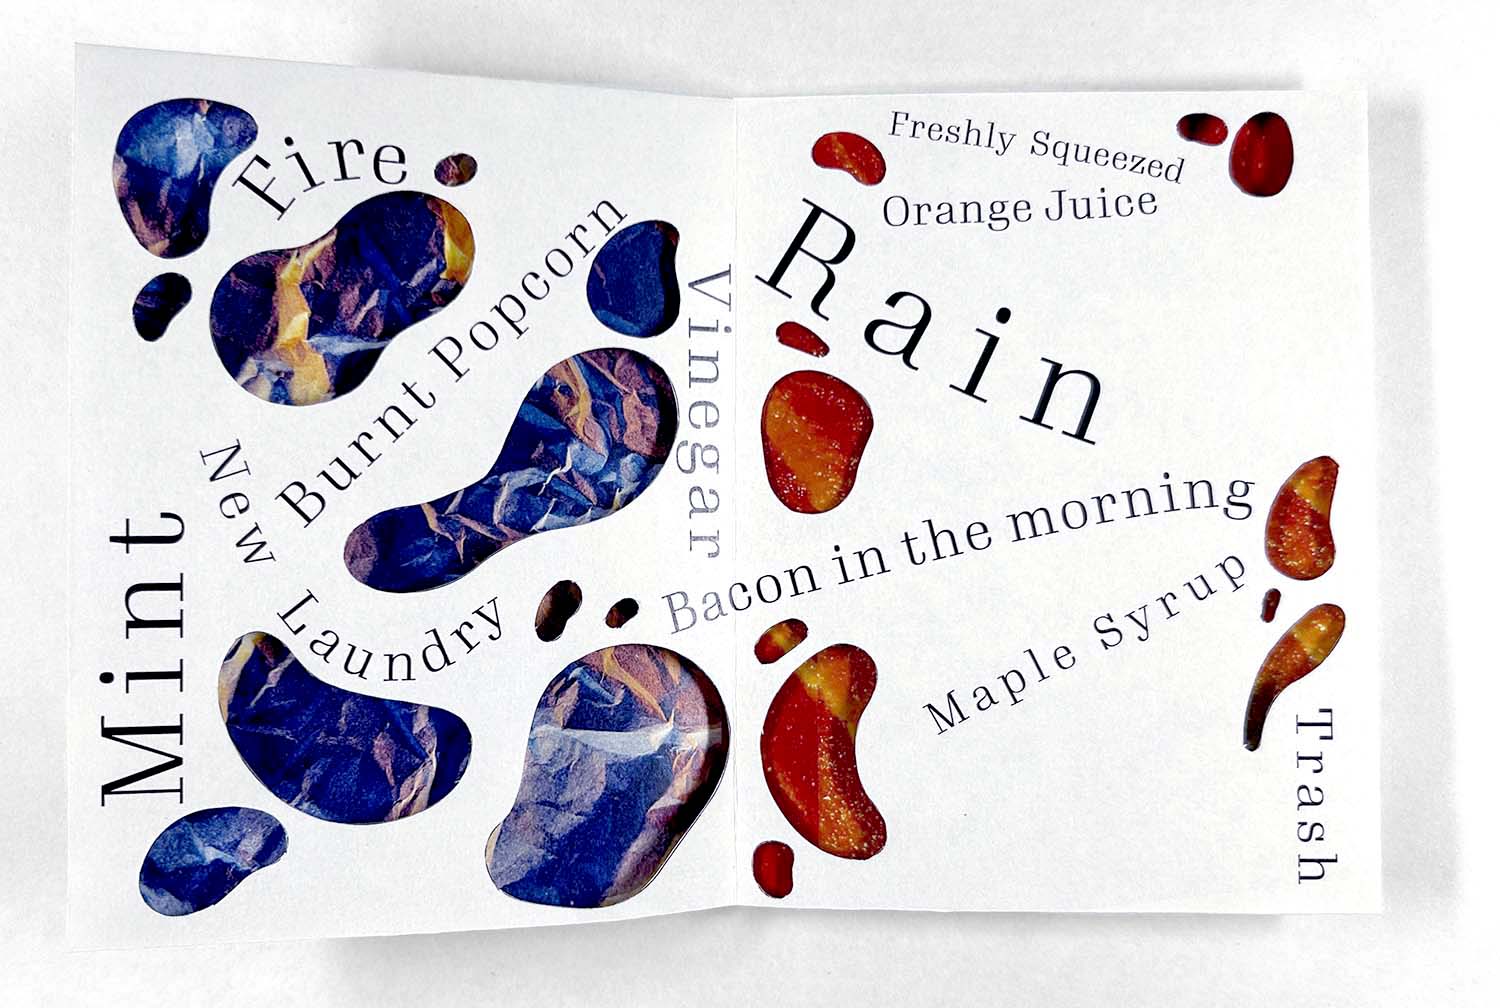 Fire
Burnt Popcorn
Vinegar
New
Laundry
Mint
Freshly Squeezed
Orange Juice
Rain
Bacon in the morning
Maple Syrup
Trash